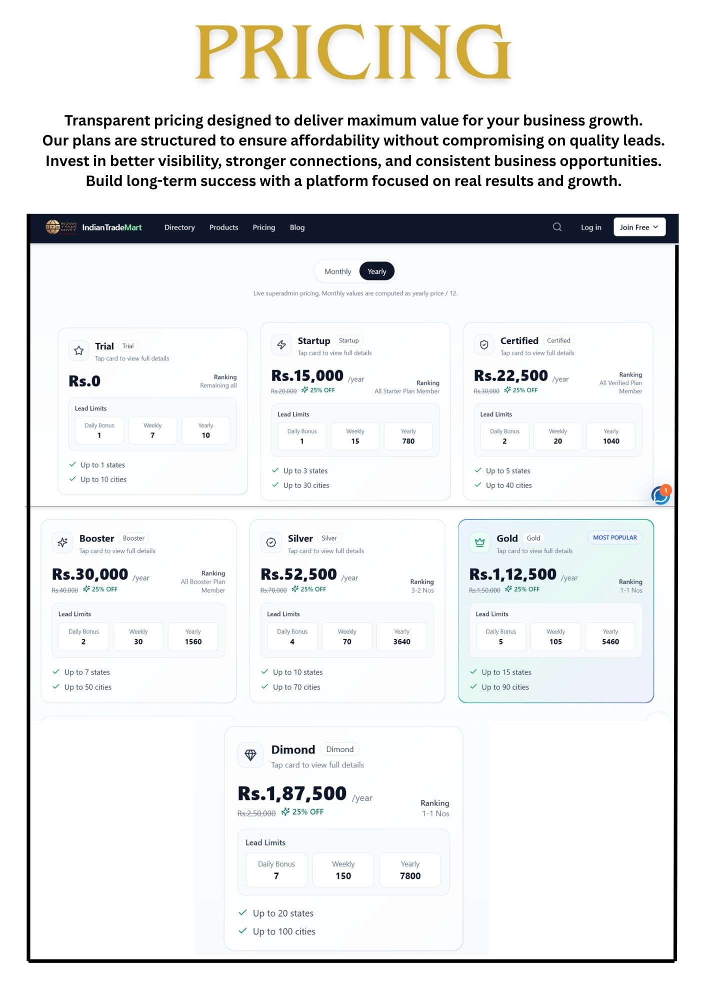 PRICING
Transparent pricing designed to deliver maximum value for your business growth.
Our plans are structured to ensure affordability without compromising on quality leads.
Invest in better visibility, stronger connections, and consistent business opportunities.
Build long-term success with a platform focused on real results and growth.
INDIAN
TRADE
MART
ITM
IndianTradeMart Directory Products Pricing Blog Log in Join Free
Monthly Yearly
Live superadmin pricing. Monthly values are computed as yearly price / 12.
Trial Trial
Tap card to view full details
Rs.0
Ranking
Remaining all
Lead Limits
Daily Bonus Weekly Yearly
1 7 10
Up to 1 states
Up to 10 cities
Startup Startup
Tap card to view full details
Rs.15,000 /year
Rs.20,000 25% OFF
Ranking
All Starter Plan Member
Lead Limits
Daily Bonus Weekly Yearly
1 15 780
Up to 3 states
Up to 30 cities
Certified Certified
Tap card to view full details
Rs.22,500 /year
Rs.30,000 25% OFF
Ranking
All Verified Plan
Member
Lead Limits
Daily Bonus Weekly Yearly
2 20 1040
Up to 5 states
Up to 40 cities
1
Booster Booster
Tap card to view full details
Rs.30,000 /year
Rs.40,000 25% OFF
Ranking
All Booster Plan
Member
Lead Limits
Daily Bonus Weekly Yearly
2 30 1560
Up to 7 states
Up to 50 cities
Silver Silver
Tap card to view full details
Rs.52,500 /year
Rs.70,000 25% OFF
Ranking
3-2 Nos
Lead Limits
Daily Bonus Weekly Yearly
4 70 3640
Up to 10 states
Up to 70 cities
Gold Gold MOST POPULAR
Tap card to view full details
Rs.1,12,500 /year
Rs.1,50,000 25% OFF
Ranking
1-1 Nos
Lead Limits
Daily Bonus Weekly Yearly
5 105 5460
Up to 15 states
Up to 90 cities
Dimond Dimond
Tap card to view full details
Rs.1,87,500 /year
Rs.2,50,000 25% OFF
Ranking
1-1 Nos
Lead Limits
Daily Bonus Weekly Yearly
7 150 7800
Up to 20 states
Up to 100 cities